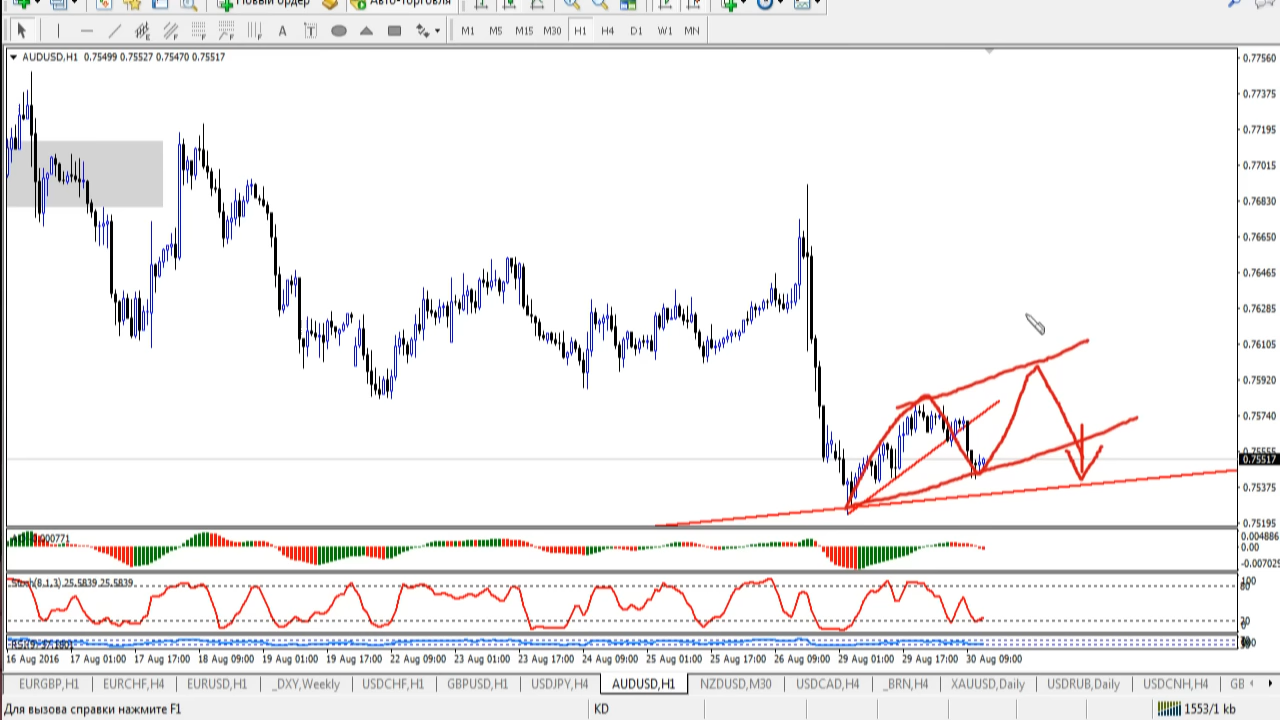 Новый ордер Авто-торговля
A T M1 M5 M15 M30 H1 H4 D1 W1 MN
AUDUSD,H1 0.75499 0.75527 0.75470 0.75517
0.77560
0.77375
0.77195
0.77015
0.76830
0.76650
0.76465
0.76285
0.76105
0.75920
0.75740
0.75555
0.75517
0.75375
0.75195
0.004886
0.00
Stoch(8,1,3) 25.5839 25.5839
100
80
20
16 Aug 2016 17 Aug 01:00 17 Aug 17:00 18 Aug 09:00 19 Aug 01:00 19 Aug 17:00 22 Aug 09:00 23 Aug 01:00 23 Aug 17:00 24 Aug 09:00 25 Aug 01:00 25 Aug 17:00 26 Aug 09:00 29 Aug 01:00 29 Aug 17:00 30 Aug 09:00
EURGBP,H1 EURCHF,H4 EURUSD,H1 _DXY,Weekly USDCHF,H1 GBPUSD,H1 USDJPY,H4 AUDUSD,H1 NZDUSD,M30 USDCAD,H4 _BRN,H4 XAUUSD,Daily USDRUB,Daily USDCNH,H4 GB
Для вызова справки нажмите F1 KD 1553/1 kb